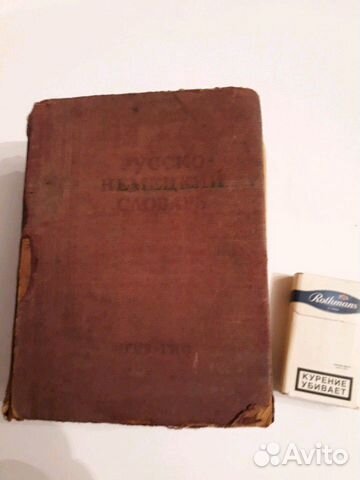 РУССКО-
НЕМЕЦКИЙ
СЛОВАРЬ
Rothmans
КУРЕНИЕ
УБИВАЕТ
Avito